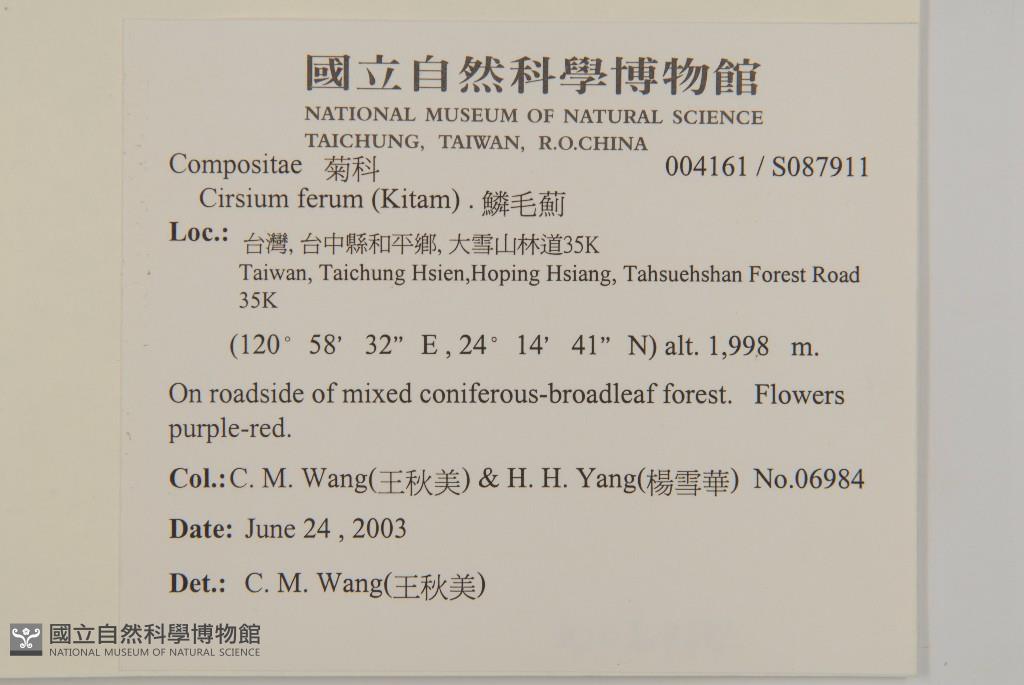 國立自然科學博物館
NATIONAL MUSEUM OF NATURAL SCIENCE
TAICHUNG, TAIWAN, R.O.CHINA
Compositae 菊科 004161 / S087911
Cirsium ferum (Kitam) . 鱗毛薊
Loc.: 台灣, 台中縣和平鄉, 大雪山林道35K
Taiwan, Taichung Hsien,Hoping Hsiang, Tahsuehshan Forest Road
35K
(120° 58’ 32” E , 24° 14’ 41” N) alt. 1,998 m.
On roadside of mixed coniferous-broadleaf forest. Flowers
purple-red.
Col.: C. M. Wang(王秋美) & H. H. Yang(楊雪華) No.06984
Date: June 24 , 2003
Det.: C. M. Wang(王秋美)
國立自然科學博物館
NATIONAL MUSEUM OF NATURAL SCIENCE